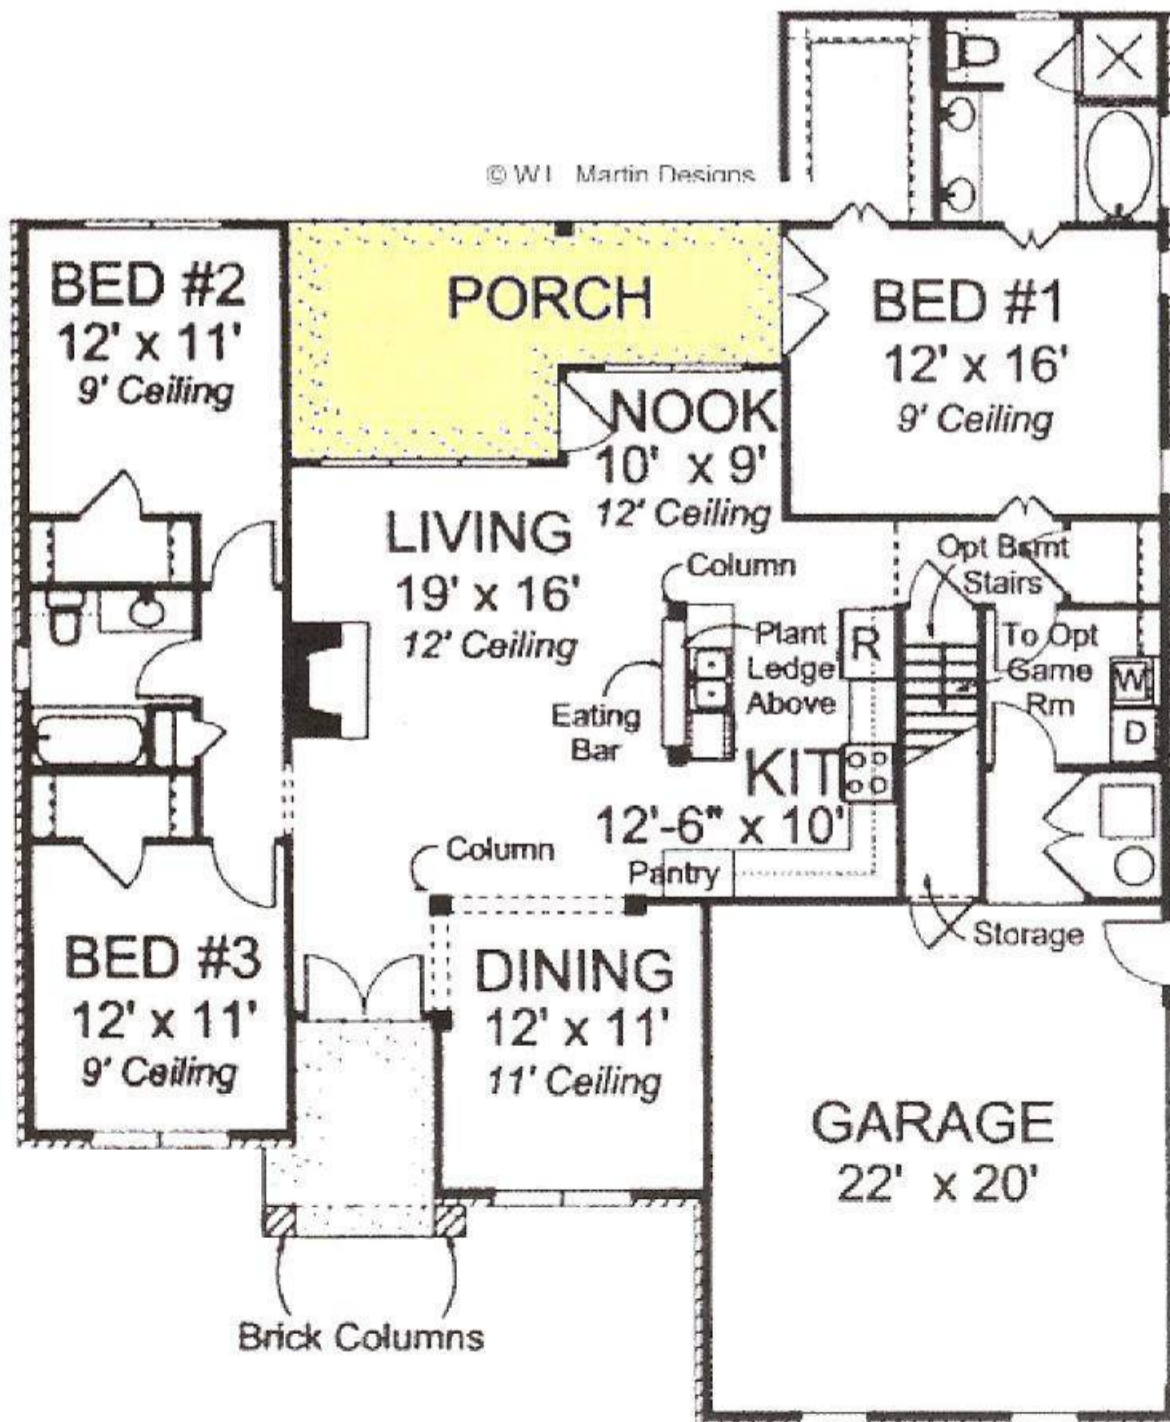 © W.L. Martin Designs
BED #2
12' x 11'
9' Ceiling
PORCH
BED #1
12' x 16'
9' Ceiling
NOOK
10' x 9'
12' Ceiling
LIVING
19' x 16'
12' Ceiling
Column
Opt Bsmt
Stairs
Plant
Ledge
Above
R
To Opt
Game
Rm
W
D
Eating
Bar
KIT
12'-6" x 10'
Pantry
Column
Storage
BED #3
12' x 11'
9' Ceiling
DINING
12' x 11'
11' Ceiling
GARAGE
22' x 20'
Brick Columns